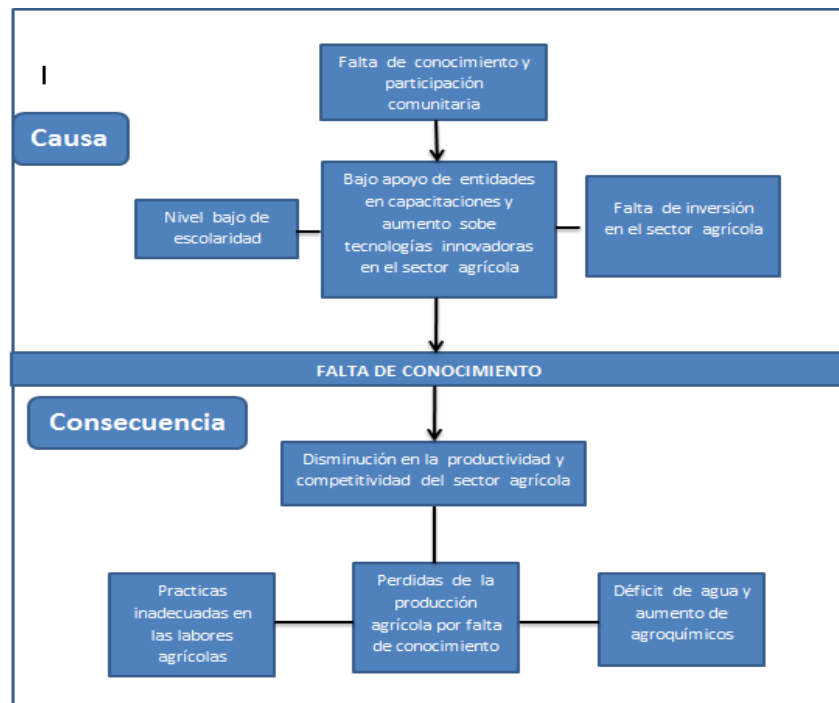 I
Falta de conocimiento y
participación
comunitaria
Causa
Bajo apoyo de entidades
en capacitaciones y
aumento sobe
tecnologías innovadoras
en el sector agrícola
Nivel bajo de
escolaridad
Falta de inversión
en el sector agrícola
FALTA DE CONOCIMIENTO
Consecuencia
Disminución en la productividad y
competitividad del sector agrícola
Practicas
inadecuadas en
las labores
agrícolas
Perdidas de la
producción
agrícola por falta
de conocimiento
Déficit de agua y
aumento de
agroquímicos